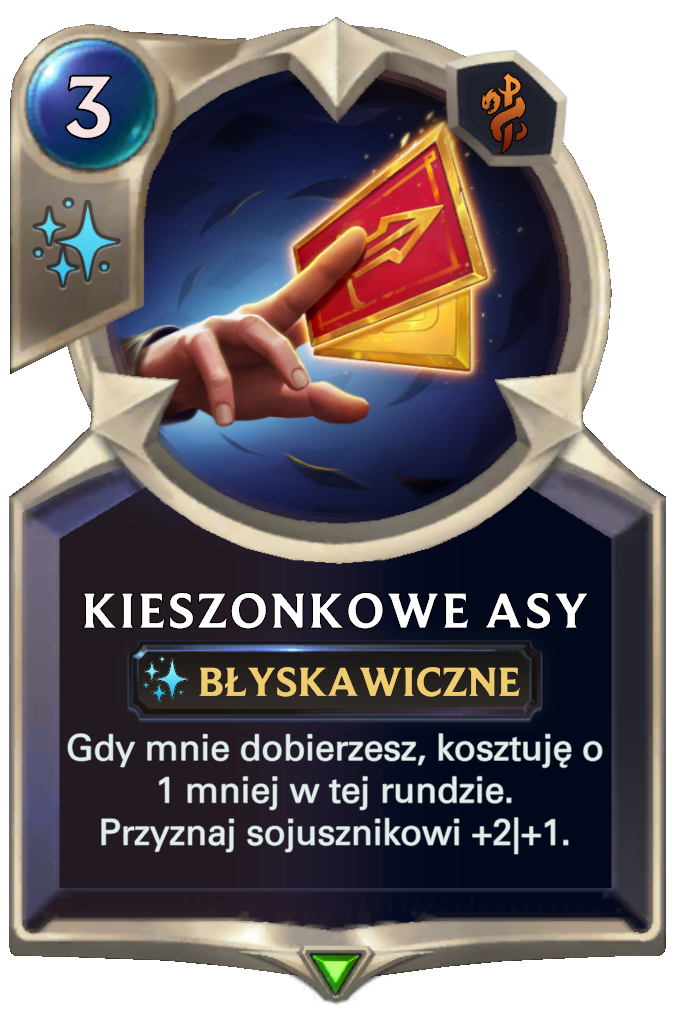 3
KIESZONKOWE ASY
BŁYSKAWICZNE
Gdy mnie dobierzesz, kosztuję o
1 mniej w tej rundzie.
Przyznaj sojusznikowi +2|+1.